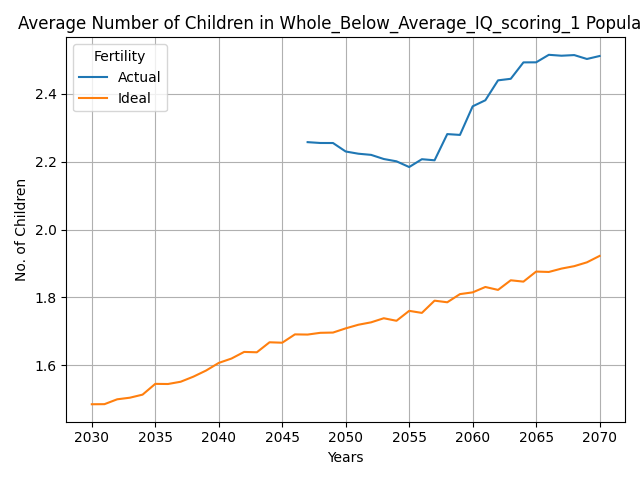 Average Number of Children in Whole_Below_Average_IQ_scoring_1 Popula
Fertility
Actual
Ideal
No. of Children
2.4
2.2
2.0
1.8
1.6
2030 2035 2040 2045 2050 2055 2060 2065 2070
Years